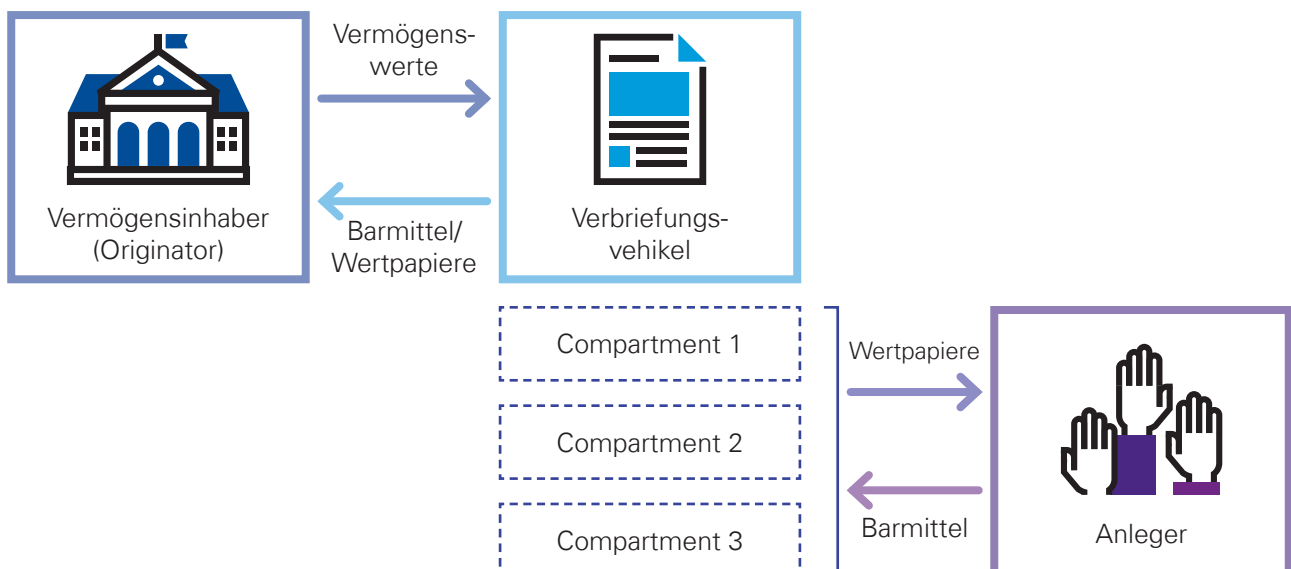 Vermögens-
werte
Vermögensinhaber
(Originator)
Barmittel/
Wertpapiere
Verbriefungs-
vehikel
Compartment 1
Compartment 2
Compartment 3
Wertpapiere
Barmittel
Anleger